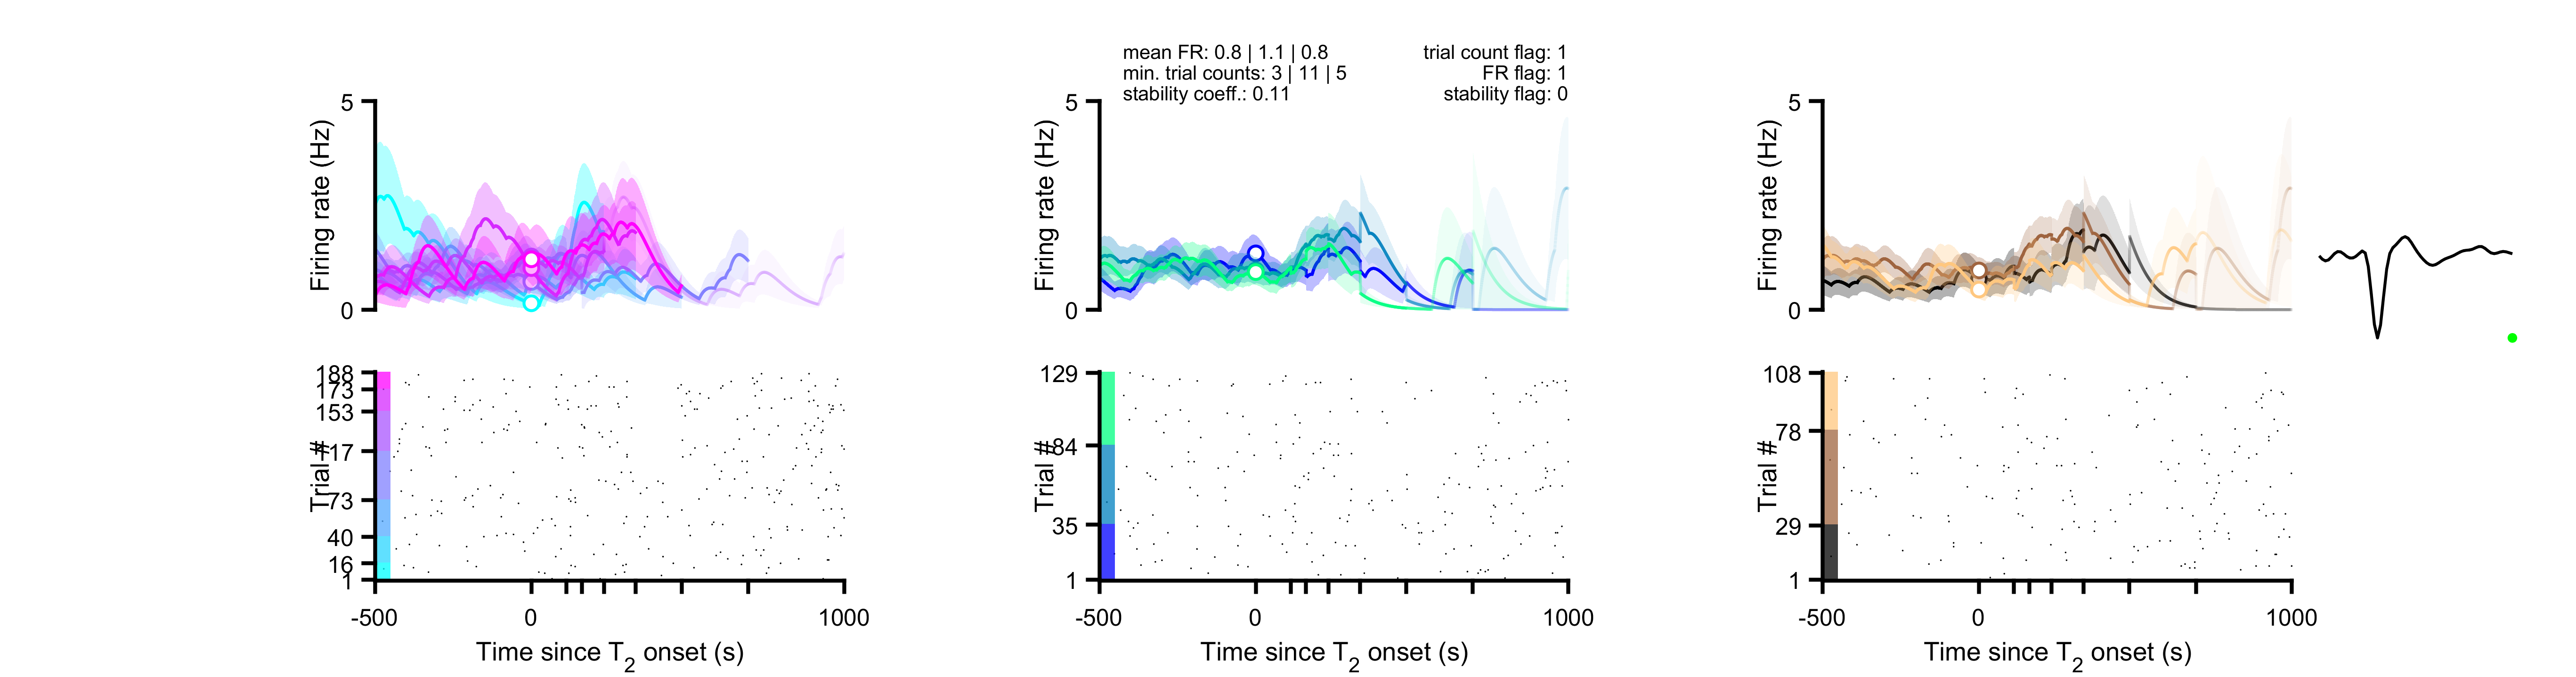 mean FR: 0.8 | 1.1 | 0.8
min. trial counts: 3 | 11 | 5
stability coeff.: 0.11
trial count flag: 1
FR flag: 1
stability flag: 0
5
0
Firing rate (Hz)
5
0
Firing rate (Hz)
5
0
Firing rate (Hz)
188
173
153
117
73
40
16
1
Trial #
-500
0
1000
Time since T2 onset (s)
129
84
35
1
Trial #
-500
0
1000
Time since T2 onset (s)
108
78
29
1
Trial #
-500
0
1000
Time since T2 onset (s)